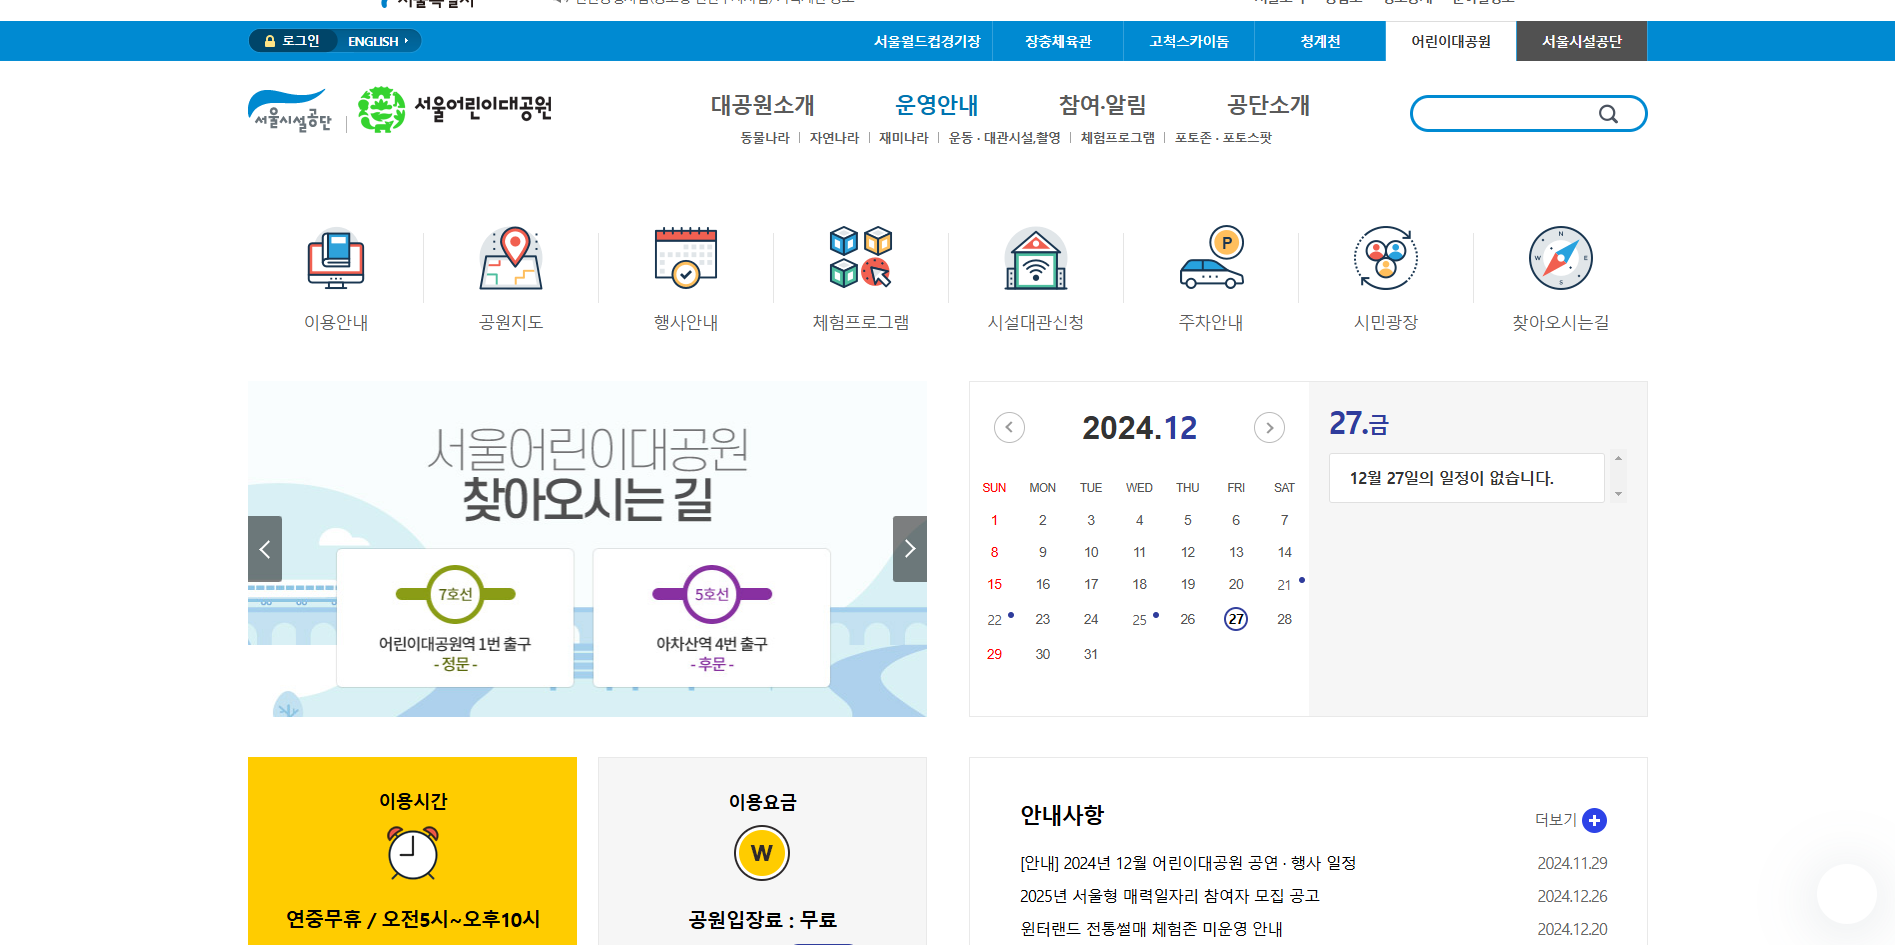 로그인 ENGLISH
서울월드컵경기장 장충체육관 고척스카이돔 청계천 어린이대공원 서울시설공단
서울시설공단 서울어린이대공원
대공원소개 운영안내 참여·알림 공단소개
동물나라 자연나라 재미나라 운동 · 대관시설,촬영 체험프로그램 포토존 · 포토스팟
이용안내 공원지도 행사안내 체험프로그램 시설대관신청 주차안내 시민광장 찾아오시는길
서울어린이대공원
찾아오시는 길
7호선
어린이대공원역 1번 출구
- 정문 -
5호선
아차산역 4번 출구
- 후문 -
2024.12
SUN MON TUE WED THU FRI SAT
1 2 3 4 5 6 7
8 9 10 11 12 13 14
15 16 17 18 19 20 21
22 23 24 25 26 27 28
29 30 31
27.금
12월 27일의 일정이 없습니다.
이용시간
연중무휴 / 오전5시~오후10시
이용요금
W
공원입장료 : 무료
안내사항
더보기
[안내] 2024년 12월 어린이대공원 공연 · 행사 일정 2024.11.29
2025년 서울형 매력일자리 참여자 모집 공고 2024.12.26
윈터랜드 전통썰매 체험존 미운영 안내 2024.12.20